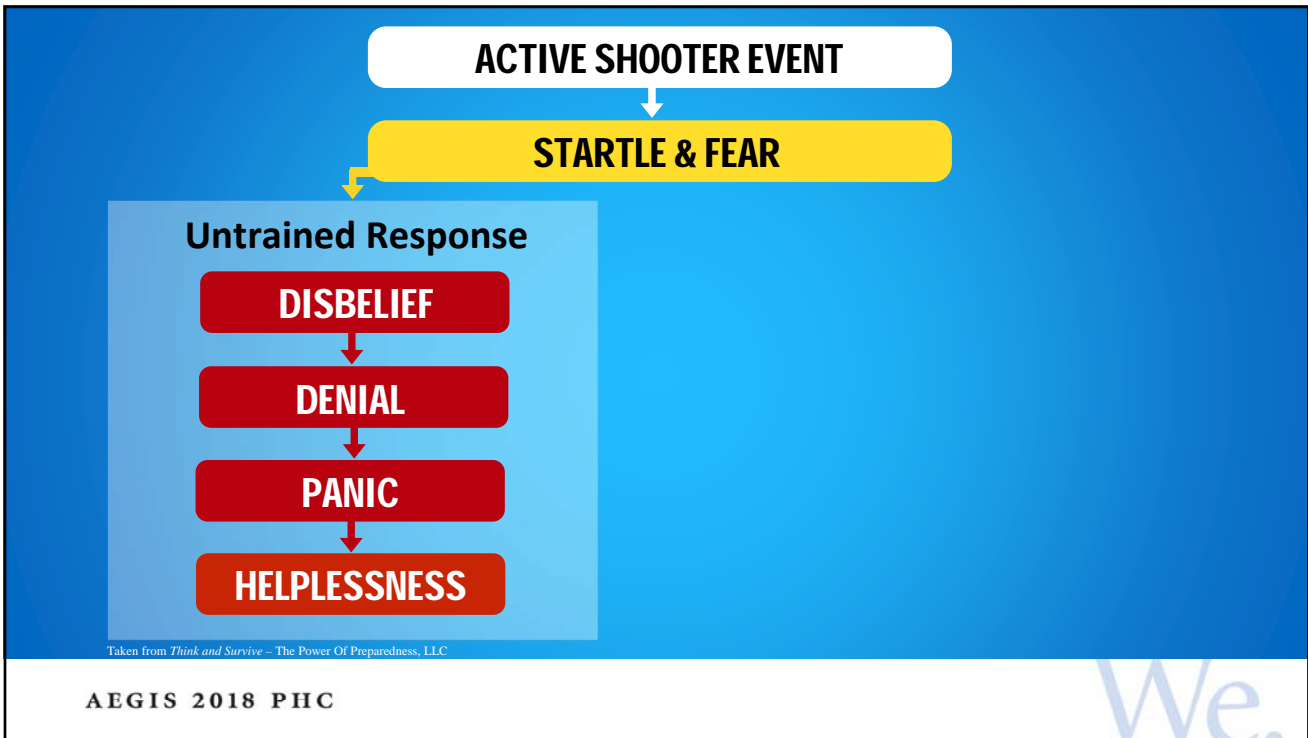 ACTIVE SHOOTER EVENT
STARTLE & FEAR
Untrained Response
DISBELIEF
DENIAL
PANIC
HELPLESSNESS
Taken from Think and Survive – The Power Of Preparedness, LLC
AEGIS 2018 PHC
We.